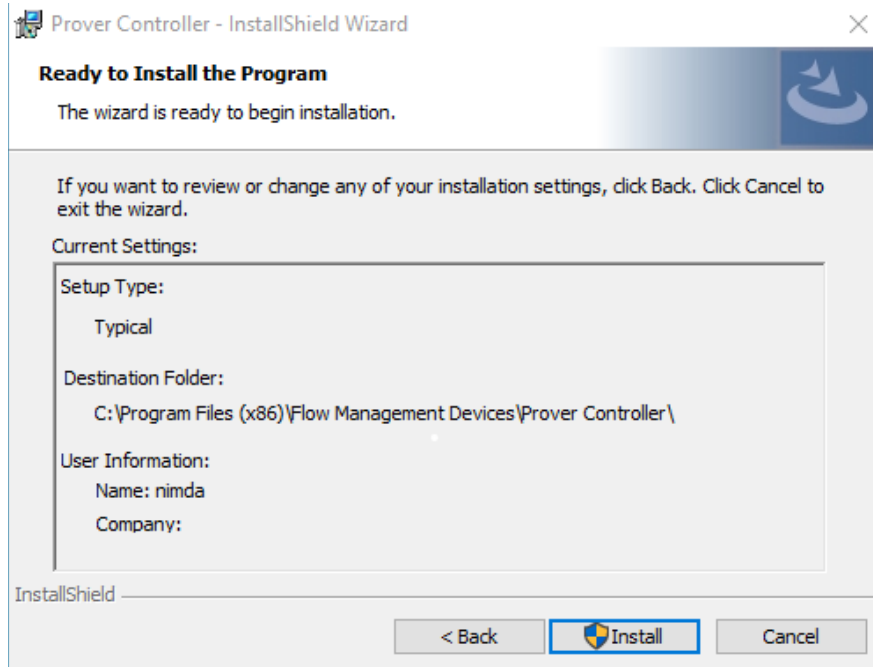 Prover Controller - InstallShield Wizard
Ready to Install the Program
The wizard is ready to begin installation.
If you want to review or change any of your installation settings, click Back. Click Cancel to
exit the wizard.
Current Settings:
Setup Type:
Typical
Destination Folder:
C:\Program Files (x86)\Flow Management Devices\Prover Controller\
User Information:
Name: nimda
Company:
InstallShield
< Back
Install
Cancel